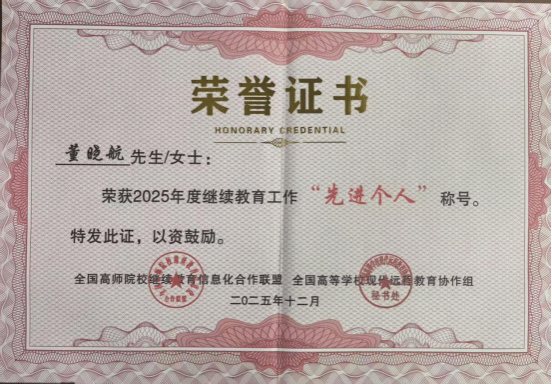 荣誉证书
HONORARY CREDENTIAL
董晓航先生/女士：
荣获2025年度继续教育工作“先进个人”称号。
特发此证，以资鼓励。
全国高师院校继续教育信息化合作联盟 全国高等学校现代远程教育协作组
秘书处
二〇二五年十二月